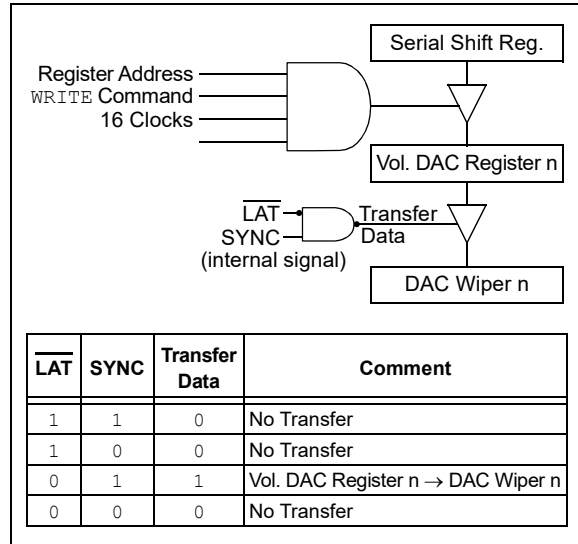 Serial Shift Reg.
Register Address
WRITE Command
16 Clocks
Vol. DAC Register n
LAT
Transfer
SYNC
Data
(internal signal)
DAC Wiper n
LAT SYNC Transfer Data Comment
1 1 0 No Transfer
1 0 0 No Transfer
0 1 1 Vol. DAC Register n → DAC Wiper n
0 0 0 No Transfer